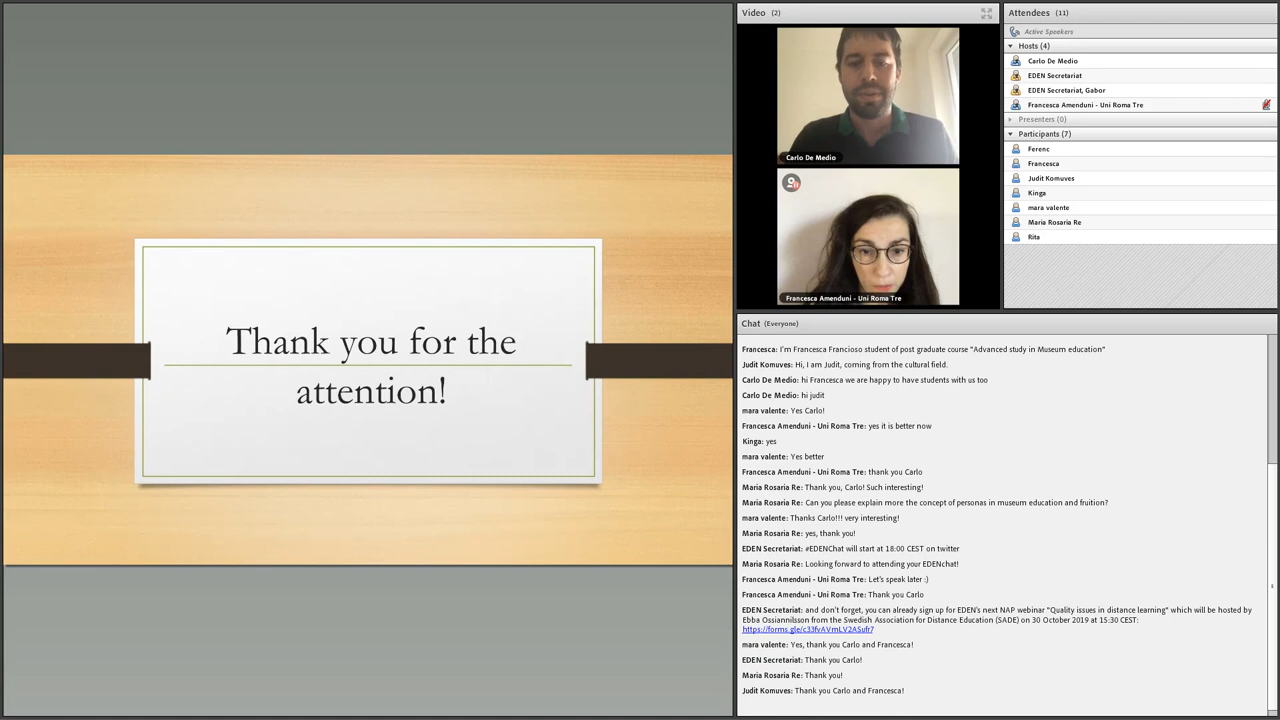 Thank you for the
attention!
Video (2)
Carlo De Medio
Francesca Amenduni - Uni Roma Tre
Attendees (11)
Active Speakers
Hosts (4)
Carlo De Medio
EDEN Secretariat
EDEN Secretariat, Gabor
Francesca Amenduni - Uni Roma Tre
Presenters (0)
Participants (7)
Ferenc
Francesca
Judit Komuves
Kinga
mara valente
Maria Rosaria Re
Rita
Chat (Everyone)
Francesca: I'm Francesca Francioso student of post graduate course "Advanced study in Museum education"
Judit Komuves: Hi, I am Judit, coming from the cultural field.
Carlo De Medio: hi Francesca we are happy to have students with us too
Carlo De Medio: hi judit
mara valente: Yes Carlo!
Francesca Amenduni - Uni Roma Tre: yes it is better now
Kinga: yes
mara valente: Yes better
Francesca Amenduni - Uni Roma Tre: thank you Carlo
Maria Rosaria Re: Thank you, Carlo! Such interesting!
Maria Rosaria Re: Can you please explain more the concept of personas in museum education and fruition?
mara valente: Thanks Carlo!!! very interesting!
Maria Rosaria Re: yes, thank you!
EDEN Secretariat: #EDENChat will start at 18:00 CEST on twitter
Maria Rosaria Re: Looking forward to attending your EDENchat!
Francesca Amenduni - Uni Roma Tre: Let's speak later :)
Francesca Amenduni - Uni Roma Tre: Thank you Carlo
EDEN Secretariat: and don't forget, you can already sign up for EDEN's next NAP webinar "Quality issues in distance learning" which will be hosted by
Ebba Ossiannilsson from the Swedish Association for Distance Education (SADE) on 30 October 2019 at 15:30 CEST:
https://forms.gle/c33fvAVmLV2ASufr7
mara valente: Yes, thank you Carlo and Francesca!
EDEN Secretariat: Thank you Carlo!
Maria Rosaria Re: Thank you!
Judit Komuves: Thank you Carlo and Francesca!